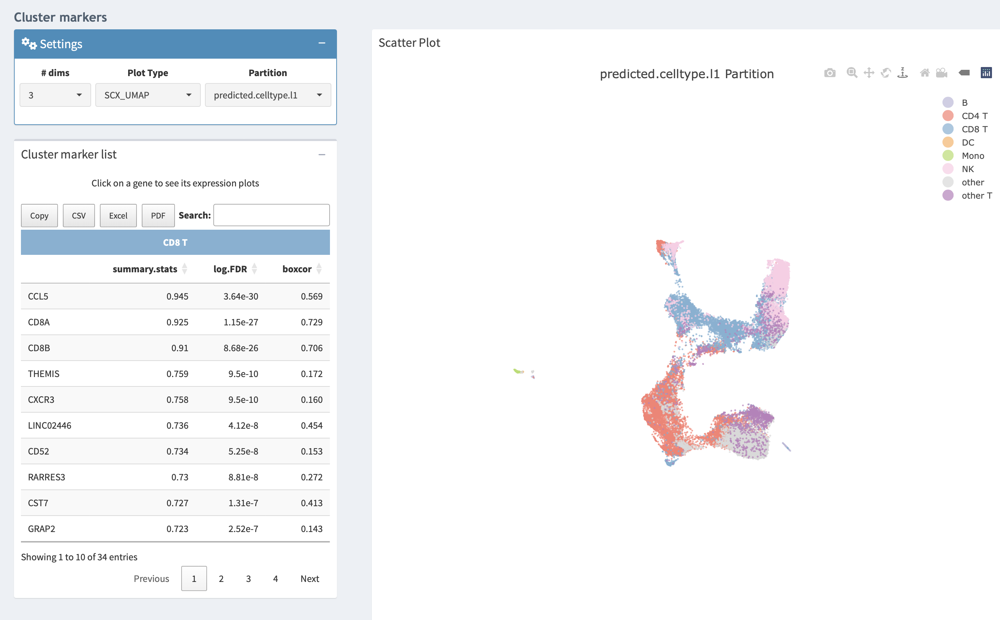 Cluster markers
Settings
# dims Plot Type Partition
3 SCX_UMAP predicted.celltype.l1
Cluster marker list
Click on a gene to see its expression plots
Copy CSV Excel PDF Search:
CD8 T
summary.stats log.FDR boxcor
CCL5 0.945 3.64e-30 0.569
CD8A 0.925 1.15e-27 0.729
CD8B 0.91 8.68e-26 0.706
THEMIS 0.759 9.5e-10 0.172
CXCR3 0.758 9.5e-10 0.160
LINC02446 0.736 4.12e-8 0.454
CD52 0.734 5.25e-8 0.153
RARRES3 0.73 8.81e-8 0.272
CST7 0.727 1.31e-7 0.413
GRAP2 0.723 2.52e-7 0.143
Showing 1 to 10 of 34 entries
Previous 1 2 3 4 Next
Scatter Plot
predicted.celltype.l1 Partition
Z
B
CD4 T
CD8 T
DC
Mono
NK
other
other T